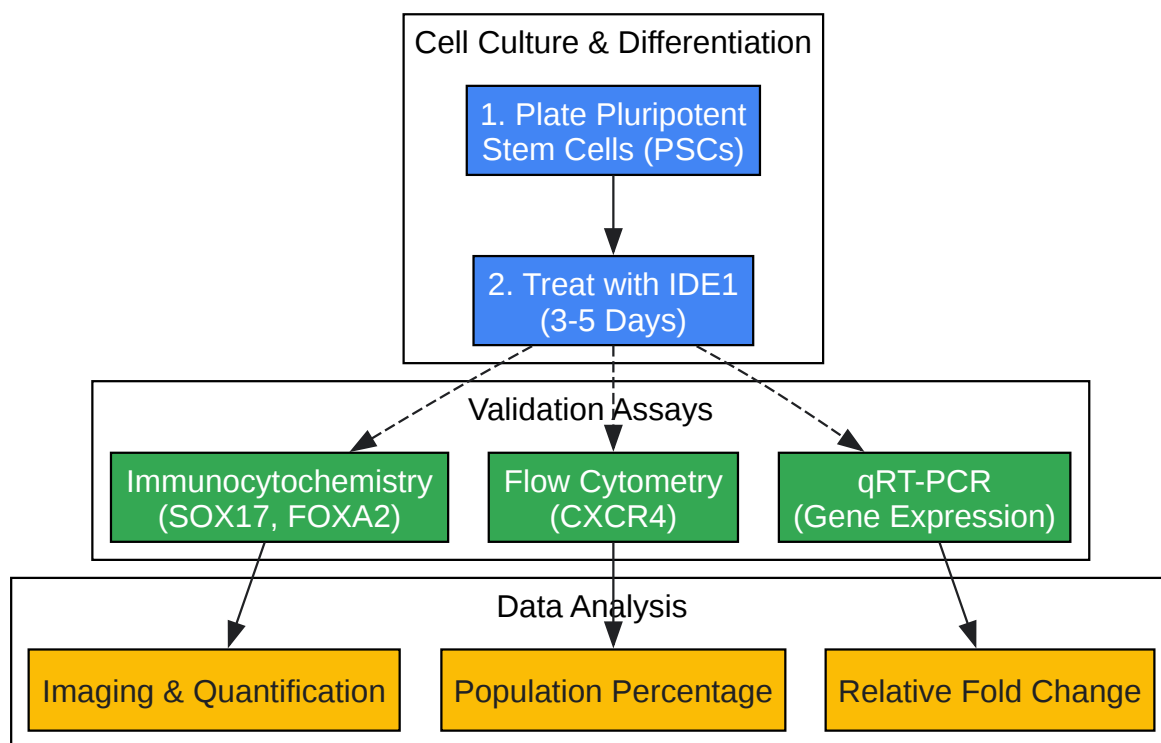 Cell Culture & Differentiation
1. Plate Pluripotent
Stem Cells (PSCs)
2. Treat with IDE1
(3-5 Days)
Validation Assays
Immunocytochemistry
(SOX17, FOXA2)
Flow Cytometry
(CXCR4)
qRT-PCR
(Gene Expression)
Data Analysis
Imaging & Quantification
Population Percentage
Relative Fold Change